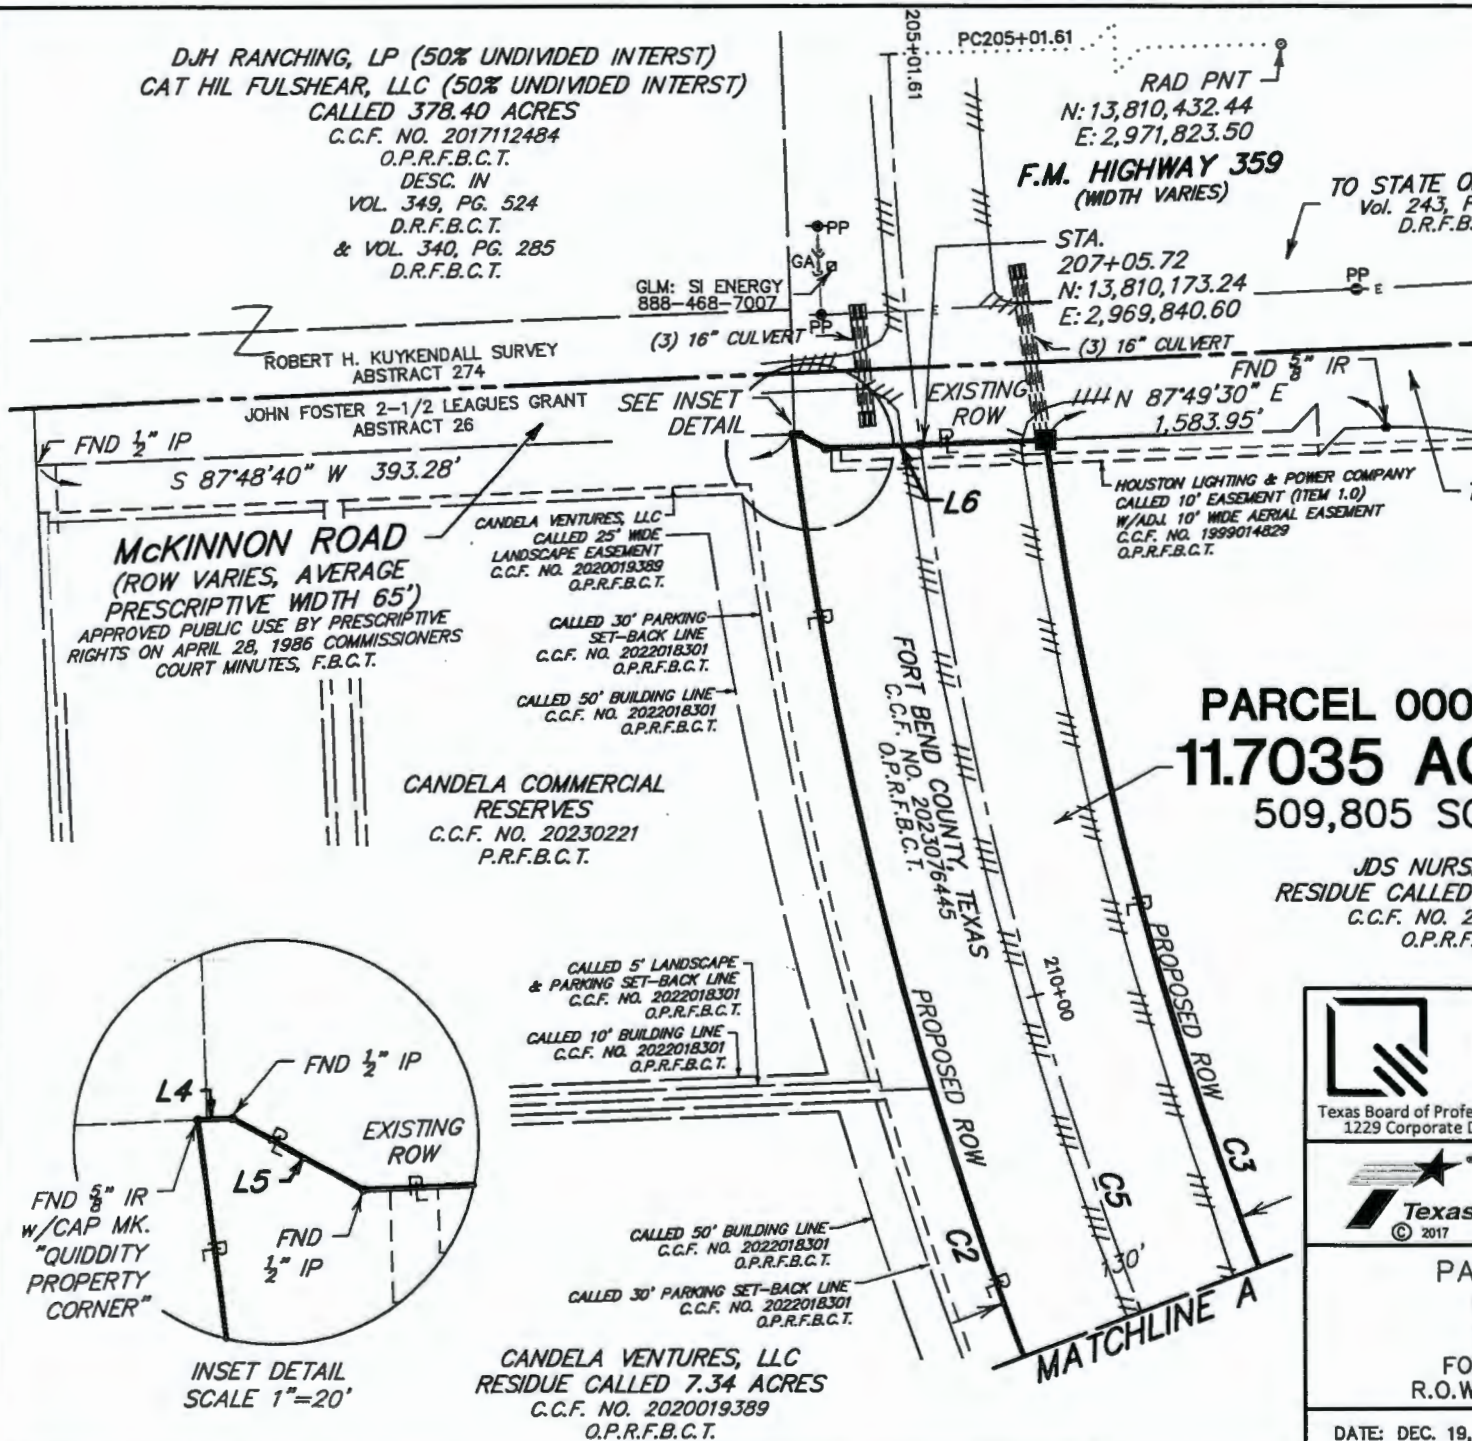 DJH RANCHING, LP (50% UNDIVIDED INTERST)
CAT HIL FULSHEAR, LLC (50% UNDIVIDED INTERST)
CALLED 378.40 ACRES
C.C.F. NO. 2017112484
O.P.R.F.B.C.T.
DESC. IN
VOL. 349, PG. 524
D.R.F.B.C.T.
& VOL. 340, PG. 285
D.R.F.B.C.T.
205+01.61
PC205+01.61
RAD PNT
N: 13,810,432.44
E: 2,971,823.50
F.M. HIGHWAY 359
(WIDTH VARIES)
TO STATE O
Vol. 243, P
D.R.F.B
STA.
207+05.72
N: 13,810,173.24
E: 2,969,840.60
PP
GA
PP
PP
E
GLM: SI ENERGY
888-468-7007
(3) 16" CULVERT
(3) 16" CULVERT
ROBERT H. KUYKENDALL SURVEY
ABSTRACT 274
JOHN FOSTER 2-1/2 LEAGUES GRANT
ABSTRACT 26
SEE INSET
DETAIL
EXISTING
ROW
FND 5/8" IR
N 87°49'30" E
1,583.95'
FND 1/2" IP
S 87°48'40" W 393.28'
L6
HOUSTON LIGHTING & POWER COMPANY
CALLED 10' EASEMENT (ITEM 1.0)
W/ADJ. 10' WIDE AERIAL EASEMENT
C.C.F. NO. 1999014829
O.P.R.F.B.C.T.
McKINNON ROAD
(ROW VARIES, AVERAGE
PRESCRIPTIVE WIDTH 65')
APPROVED PUBLIC USE BY PRESCRIPTIVE
RIGHTS ON APRIL 28, 1986 COMMISSIONERS
COURT MINUTES, F.B.C.T.
CANDELA VENTURES, LLC
CALLED 25' WIDE
LANDSCAPE EASEMENT
C.C.F. NO. 2020019389
O.P.R.F.B.C.T.
CALLED 30' PARKING
SET-BACK LINE
C.C.F. NO. 2022018301
O.P.R.F.B.C.T.
CALLED 50' BUILDING LINE
C.C.F. NO. 2022018301
O.P.R.F.B.C.T.
FORT BEND COUNTY, TEXAS
C.C.F. NO. 2023076445
O.P.R.F.B.C.T.
PARCEL 000
11.7035 AC
509,805 SQ
CANDELA COMMERCIAL
RESERVES
C.C.F. NO. 20230221
P.R.F.B.C.T.
JDS NURS
RESIDUE CALLED
C.C.F. NO. 2
O.P.R.F.
PROPOSED ROW
210+00
PROPOSED ROW
CALLED 5' LANDSCAPE
& PARKING SET-BACK LINE
C.C.F. NO. 2022018301
O.P.R.F.B.C.T.
CALLED 10' BUILDING LINE
C.C.F. NO. 2022018301
O.P.R.F.B.C.T.
L4
FND 1/2" IP
EXISTING
ROW
L5
FND 5/8" IR
w/CAP MK.
"QUIDDITY
PROPERTY
CORNER"
FND
1/2" IP
INSET DETAIL
SCALE 1"=20'
CALLED 50' BUILDING LINE
C.C.F. NO. 2022018301
O.P.R.F.B.C.T.
CALLED 30' PARKING SET-BACK LINE
C.C.F. NO. 2022018301
O.P.R.F.B.C.T.
C2
C5
C3
130'
MATCHLINE A
CANDELA VENTURES, LLC
RESIDUE CALLED 7.34 ACRES
C.C.F. NO. 2020019389
O.P.R.F.B.C.T.
Texas Board of Profe
1229 Corporate D
Texas
© 2017
PA
FO
R.O.W
DATE: DEC. 19,